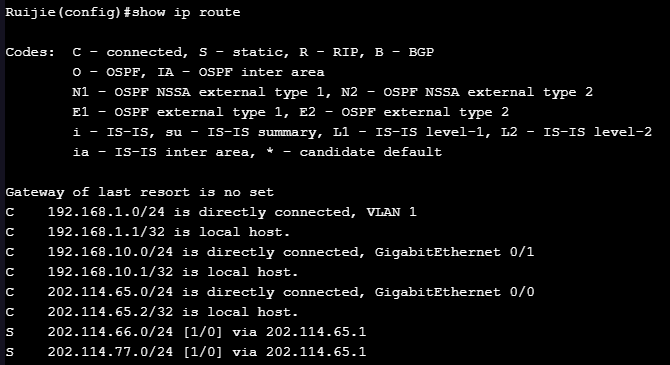 Ruijie(config)#show ip route
Codes:  C - connected, S - static, R - RIP, B - BGP
        O - OSPF, IA - OSPF inter area
        N1 - OSPF NSSA external type 1, N2 - OSPF NSSA external type 2
        E1 - OSPF external type 1, E2 - OSPF external type 2
        i - IS-IS, su - IS-IS summary, L1 - IS-IS level-1, L2 - IS-IS level-2
        ia - IS-IS inter area, * - candidate default
Gateway of last resort is no set
C    192.168.1.0/24 is directly connected, VLAN 1
C    192.168.1.1/32 is local host.
C    192.168.10.0/24 is directly connected, GigabitEthernet 0/1
C    192.168.10.1/32 is local host.
C    202.114.65.0/24 is directly connected, GigabitEthernet 0/0
C    202.114.65.2/32 is local host.
S    202.114.66.0/24 [1/0] via 202.114.65.1
S    202.114.77.0/24 [1/0] via 202.114.65.1